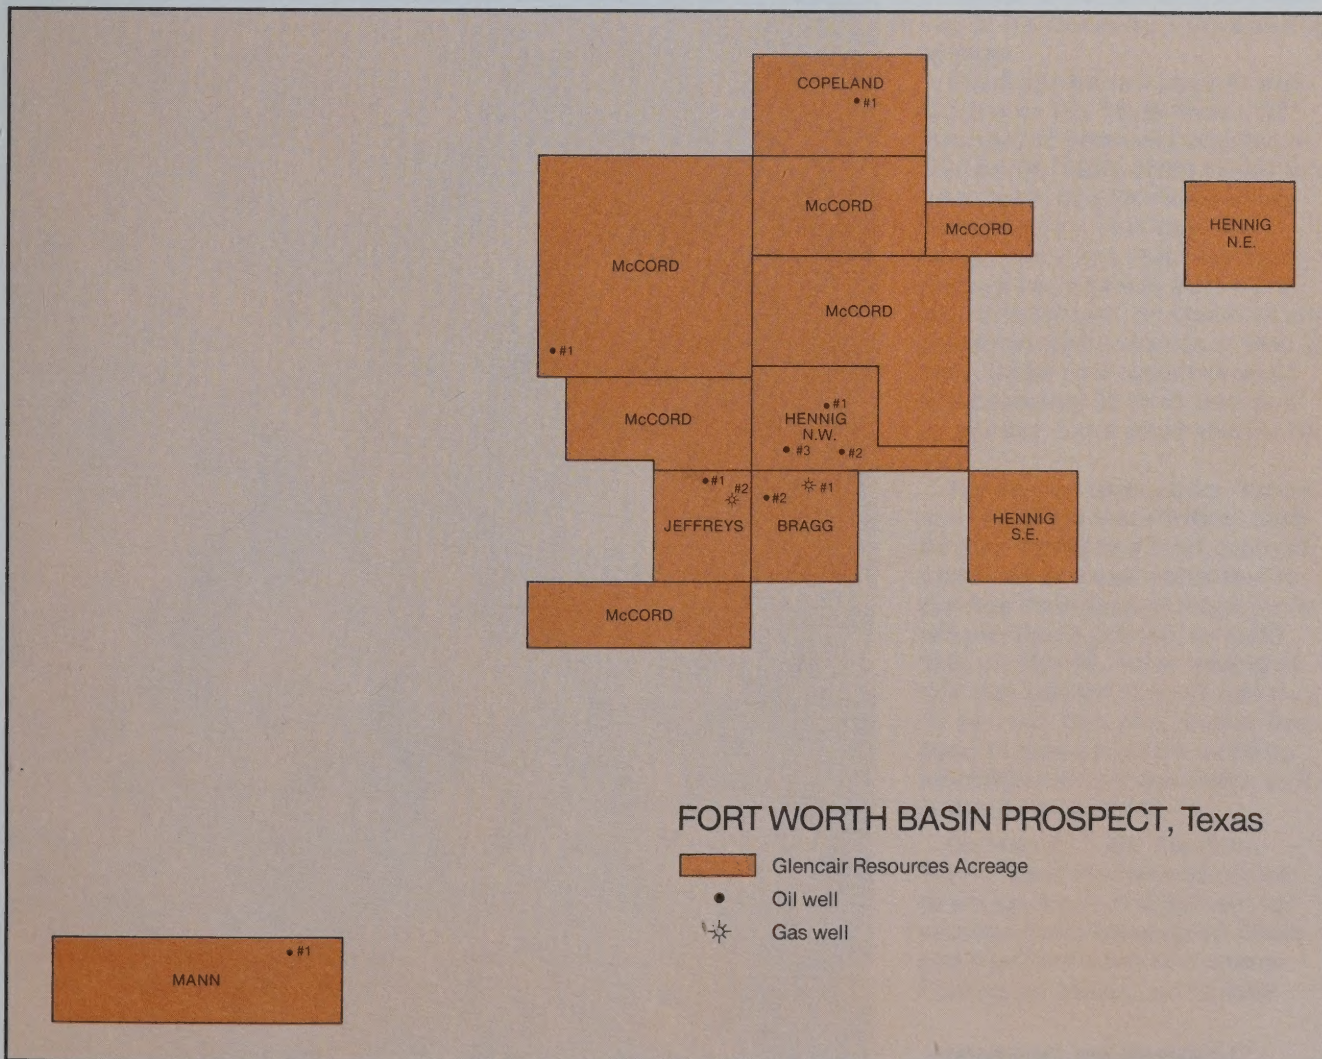 COPELAND
#1
McCORD
McCORD
HENNIG
N.E.
McCORD
McCORD
#1
McCORD
#1
HENNIG
N.W.
#3
#2
#1
#2
JEFFREYS
#1
#2
BRAGG
HENNIG
S.E.
McCORD
FORT WORTH BASIN PROSPECT, Texas
Glencair Resources Acreage
Oil well
Gas well
#1
MANN